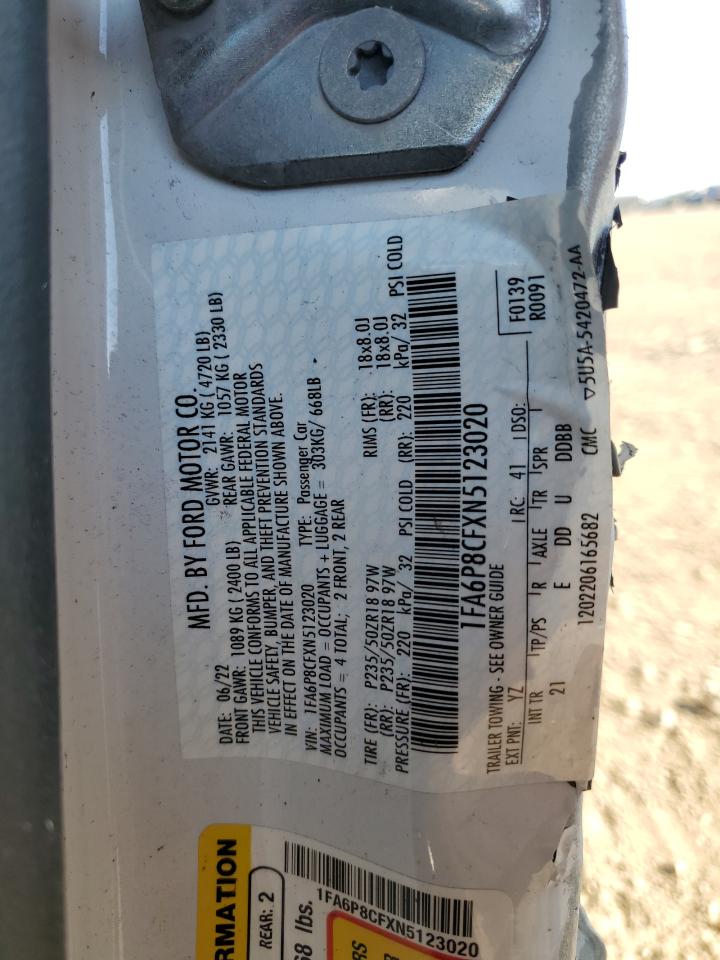 MFD. BY FORD MOTOR CO.
DATE: 06/22 GVWR: 2141 KG ( 4720 LB)
FRONT GAWR: 1089 KG ( 2400 LB) REAR GAWR: 1057 KG ( 2330 LB)
THIS VEHICLE CONFORMS TO ALL APPLICABLE FEDERAL MOTOR
VEHICLE SAFETY, BUMPER, AND THEFT PREVENTION STANDARDS
IN EFFECT ON THE DATE OF MANUFACTURE SHOWN ABOVE.
VIN: 1FA6P8CFXN5123020 TYPE: Passenger Car
MAXIMUM LOAD = OCCUPANTS + LUGGAGE = 303KG/ 668LB
OCCUPANTS = 4 TOTAL; 2 FRONT, 2 REAR
TIRE (FR): P235/50ZR18 97W RIMS (FR): 18x8.0J
(RR): P235/50ZR18 97W (RR): 18x8.0J
PRESSURE (FR): 220 kPa/ 32 PSI COLD (RR): 220 kPa/ 32 PSI COLD
1FA6P8CFXN5123020
TRAILER TOWING - SEE OWNER GUIDE F0139
EXT PNT: YZ RC: 41 DSO: R0091
INT TR TP/PS R AXLE TR SPR
21 E DD U DDBB
1202206165682 CMC ▿5U5A-5420472-AA
RMATION
REAR: 2
68 lbs.
1FA6P8CFXN5123020